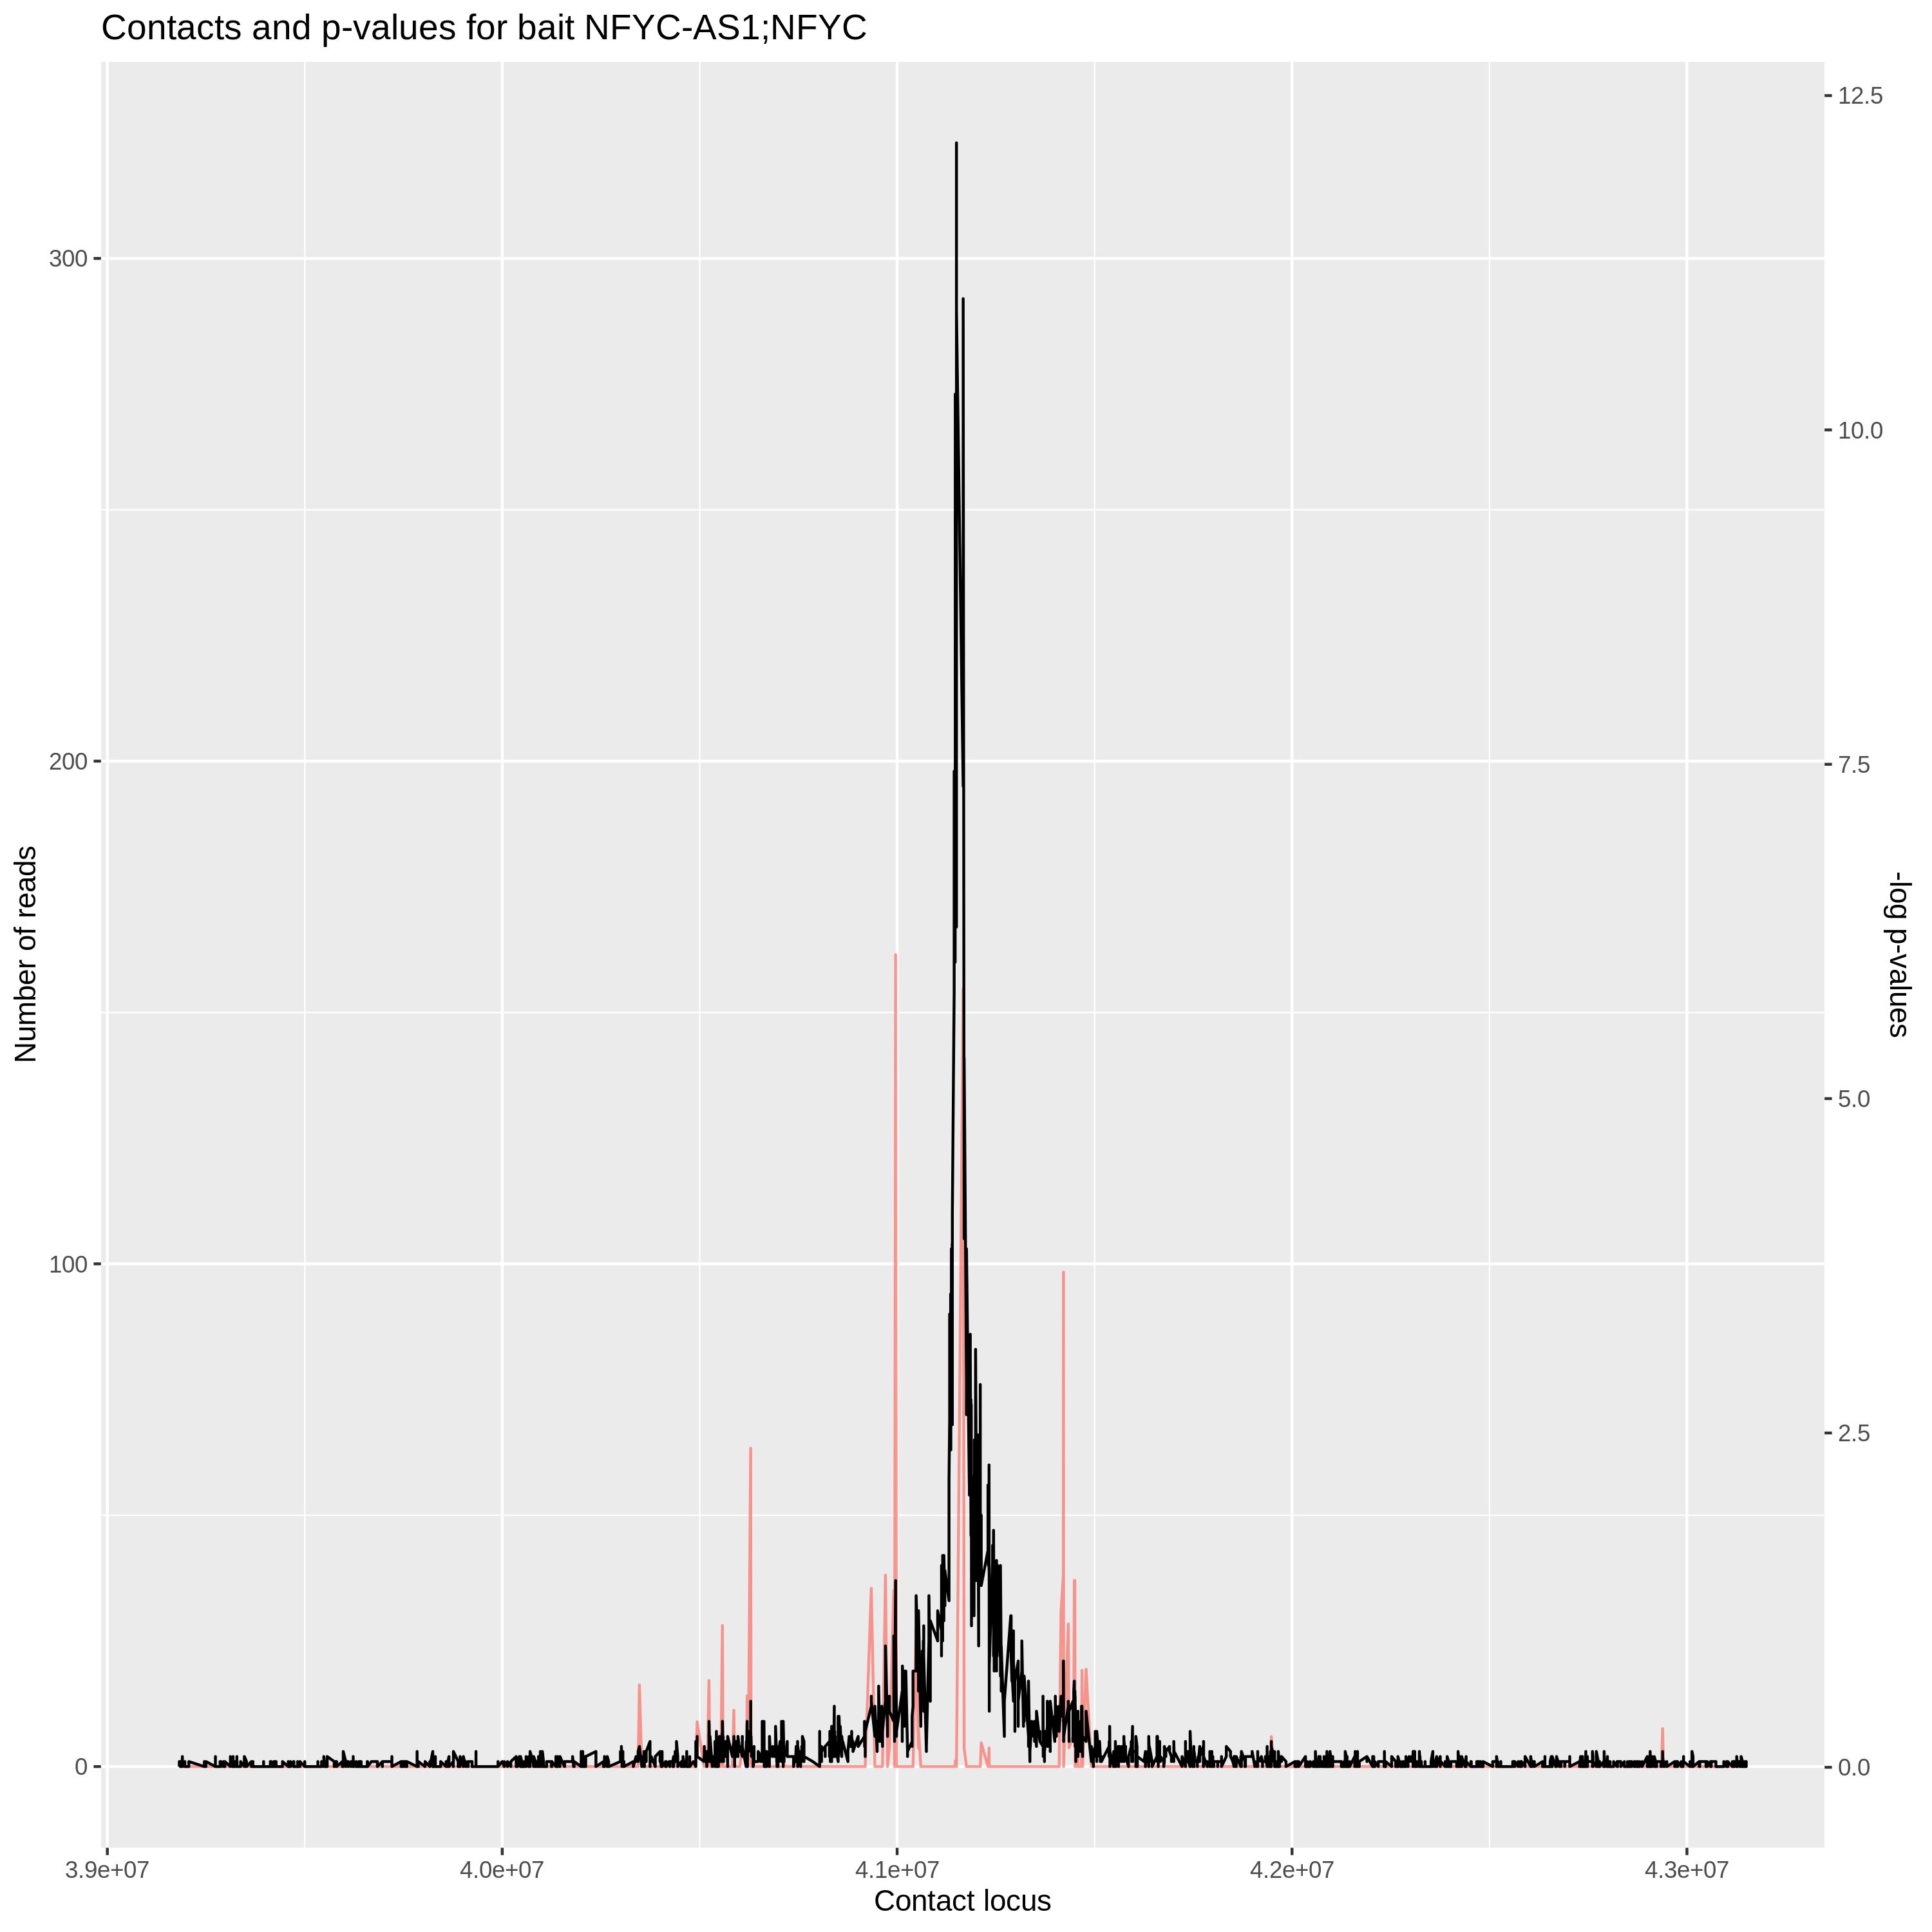 Contacts and p-values for bait NFYC-AS1;NFYC
12.5
300
10.0
200
7.5
Number of reads
-log p-values
5.0
100
2.5
0
0.0
3.9e+07
4.0e+07
4.1e+07
4.2e+07
4.3e+07
Contact locus